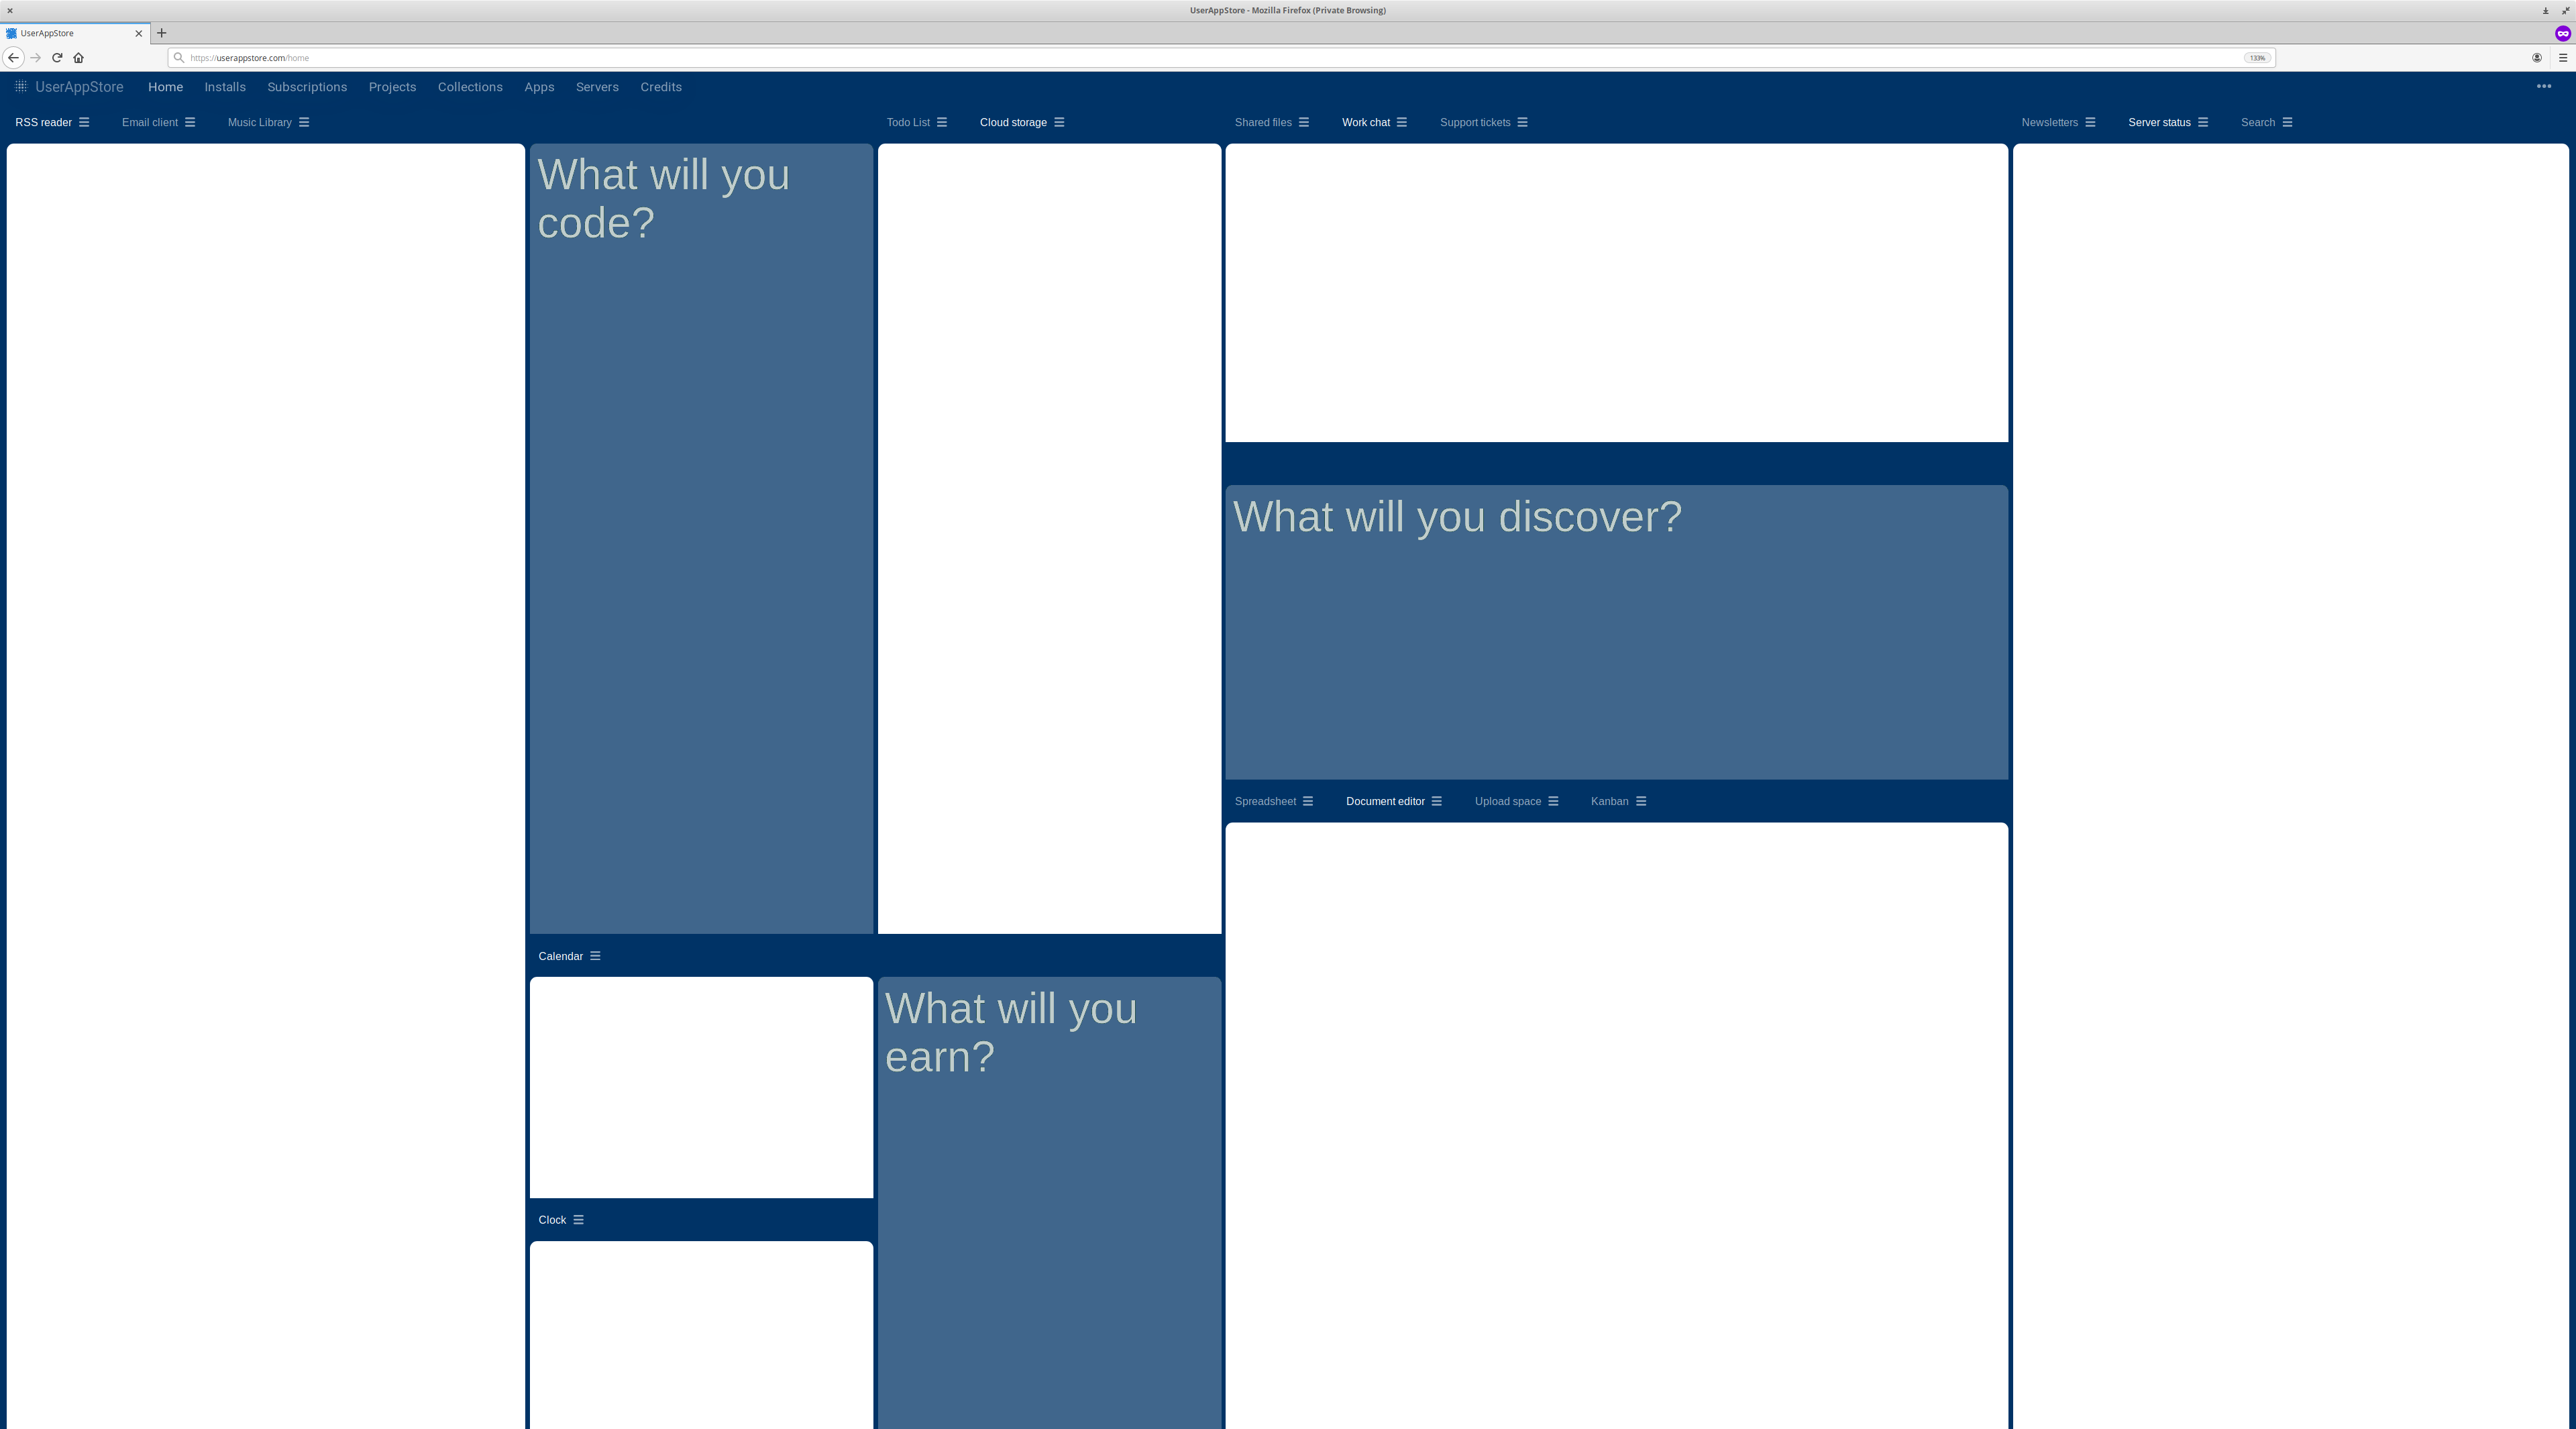 UserAppStore - Mozilla Firefox (Private Browsing)
UserAppStore
https://userappstore.com/home
133%
UserAppStore Home Installs Subscriptions Projects Collections Apps Servers Credits
RSS reader Email client Music Library Todo List Cloud storage Shared files Work chat Support tickets Newsletters Server status Search
What will you
code?
What will you discover?
Spreadsheet Document editor Upload space Kanban
Calendar
What will you
earn?
Clock